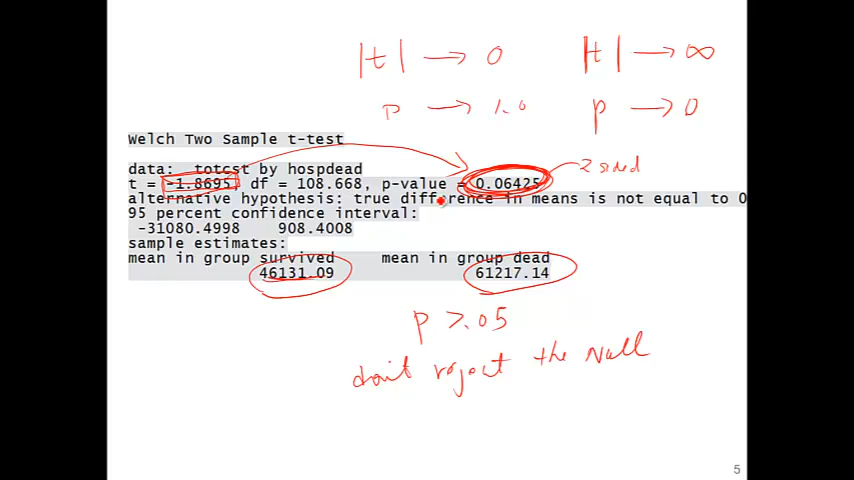 |t| → 0 |t| → ∞
p → 1.0 p → 0
Welch Two Sample t-test
data: totcst by hospdead
t = -1.8695, df = 108.668, p-value = 0.06425
2 sided
alternative hypothesis: true difference in means is not equal to 0
95 percent confidence interval:
-31080.4998 908.4008
sample estimates:
mean in group survived mean in group dead
46131.09 61217.14
p > .05
don't reject the Null
5